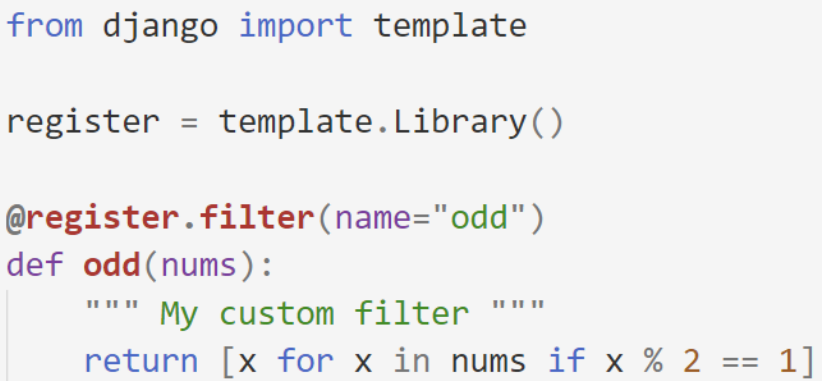 from django import template
register = template.Library()
@register.filter(name="odd")
def odd(nums):
    """ My custom filter """
    return [x for x in nums if x % 2 == 1]